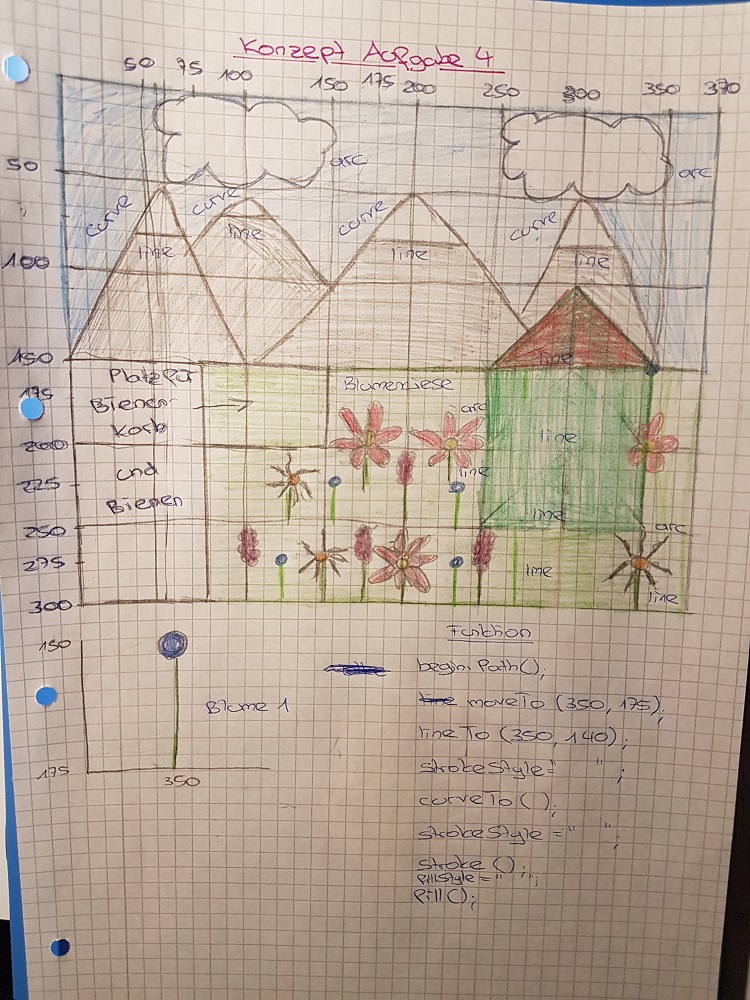 Konzept Aufgabe 4
50 75 100 150 175 200 250 300 350 370
50
arc
arc
curve
curve
curve
curve
line
line
line
line
100
150
line
Platz für
Blumenwiese
175
Bienen-
arc
Korb
line
200
und
line
225
Bienen
line
250
arc
275
line
line
300
150
Funktion
begin.Path();
line moveTo (350, 175);
Blume 1
lineTo (350, 140);
strokeStyle=" ";
175
350
curveTo ( );
strokeStyle =" ";
stroke ();
fillStyle=" ";
fill();